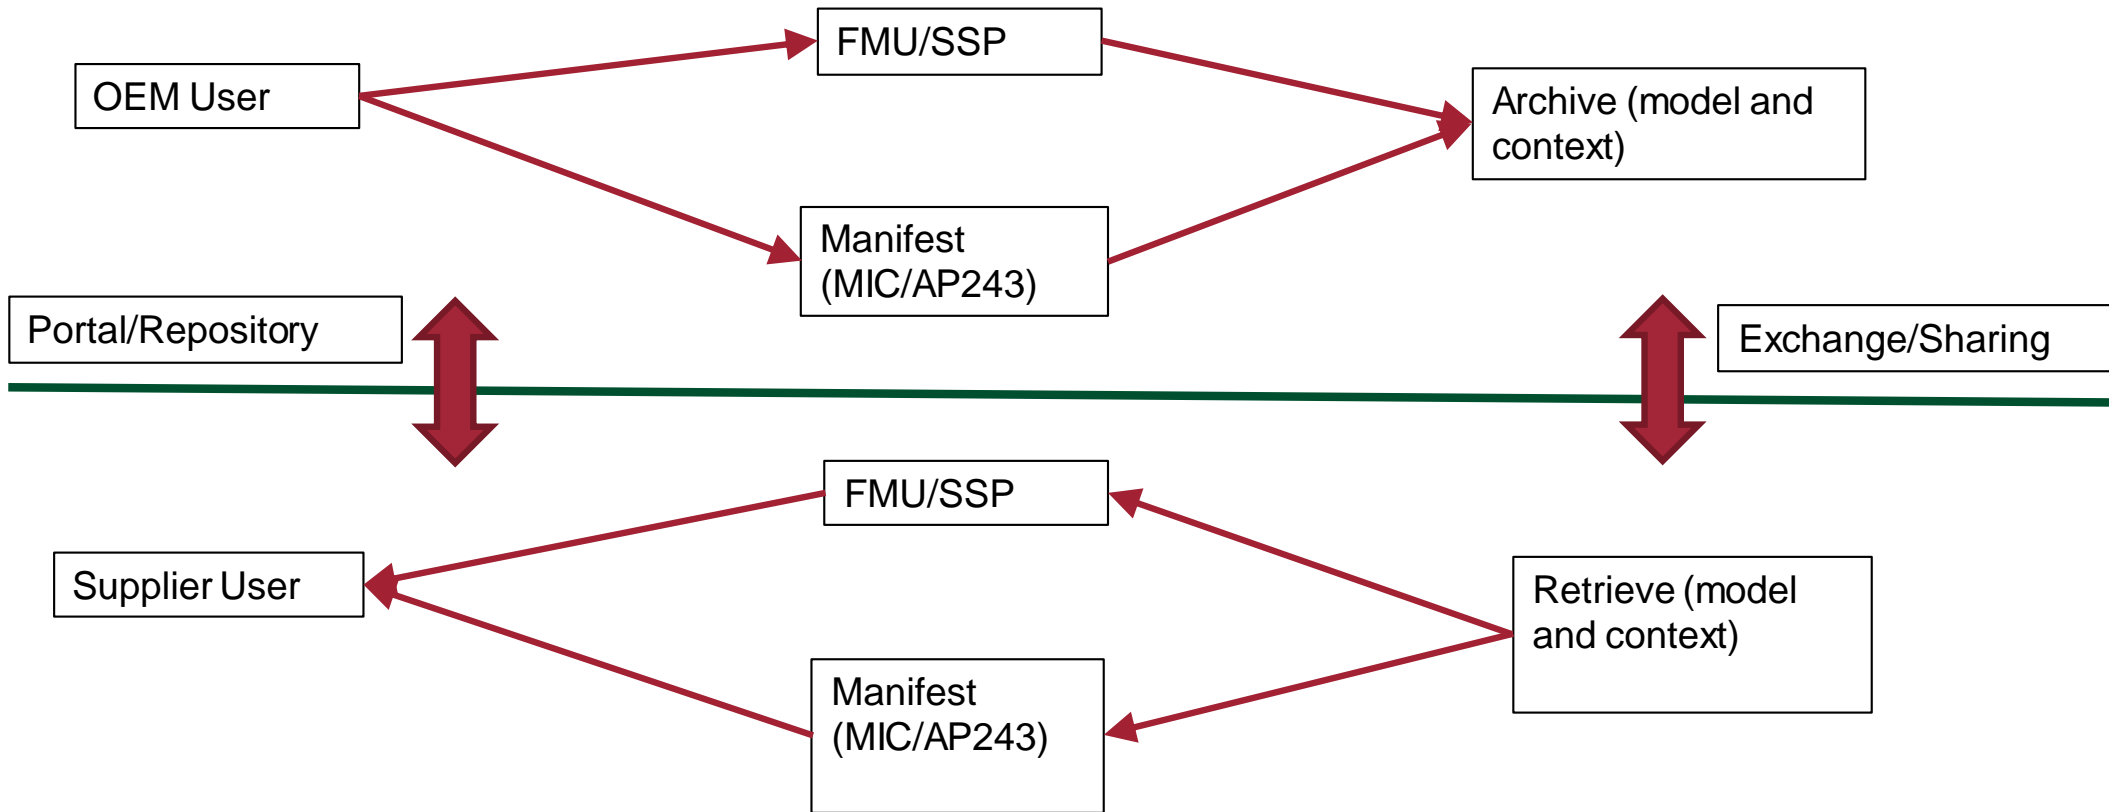 FMU/SSP
OEM User
Archive (model and
context)
Manifest
(MIC/AP243)
Portal/Repository
Exchange/Sharing
FMU/SSP
Supplier User
Retrieve (model
and context)
Manifest
(MIC/AP243)